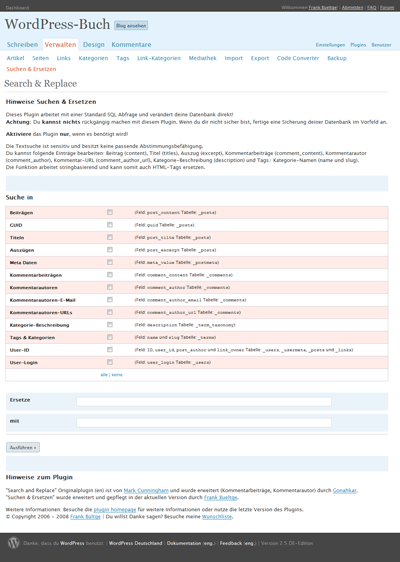 Dashboard
Willkommen Frank Bueltge | Abmelden | FAQ | Forum
WordPress-Buch Blog ansehen
Schreiben Verwalten Design Kommentare
Einstellungen Plugins Benutzer
Artikel Seiten Links Kategorien Tags Link-Kategorien Mediathek Import Export Code Converter Backup
Suchen & Ersetzen
Search & Replace
Hinweise Suchen & Ersetzen
Dieses Plugin arbeitet mit einer Standard SQL Abfrage und verändert deine Datenbank direkt!
Achtung: Du kannst nichts rückgängig machen mit diesem Plugin. Wenn du dir nicht sicher bist, fertige eine Sicherung deiner Datenbank im Vorfeld an.
Aktiviere das Plugin nur, wenn es benötigt wird!
Die Textsuche ist sensitiv und besitzt keine passende Abstimmungsbefähigung.
Du kannst folgende Einträge bearbeiten: Beitrag (content), Titel (titles), Auszug (excerpt), Kommentarbeiträge (comment_content), Kommentarautor
(comment_author), Kommentar-URL (comment_author_url), Kategorie-Beschreibung (description) und Tags.: Kategorie-Namen (name und slug).
Die Funktion arbeitet stringbasierend und kann somit auch HTML-Tags ersetzen.
Suche in
Beiträgen (Feld: post_content Tabelle: _posts)
GUID (Feld: guid Tabelle: _posts)
Titeln (Feld: post_title Tabelle: _posts)
Auszügen (Feld: post_excerpt Tabelle: _posts)
Meta Daten (Feld: meta_value Tabelle: _postmeta)
Kommentarbeiträgen (Feld: comment_content Tabelle: _comments)
Kommentarautoren (Feld: comment_author Tabelle: _comments)
Kommentarautoren-E-Mail (Feld: comment_author_email Tabelle: _comments)
Kommentarautoren-URLs (Feld: comment_author_url Tabelle: _comments)
Kategorie-Beschreibung (Feld: description Tabelle: _term_taxonomy)
Tags & Kategorien (Feld: name und slug Tabelle: _terms)
User-ID (Feld: ID, user_id, post_author und link_owner Tabelle: _users, _usermeta, _posts und _links)
User-Login (Feld: user_login Tabelle: _users)
alle | keine
Ersetze
mit
Ausführen »
Hinweise zum Plugin
"Search and Replace" Originalplugin (en) ist von Mark Cunningham und wurde erweitert (Kommentarbeiträge, Kommentarautor) durch Gonahkar.
"Suchen & Ersetzen" wurde erweitert und gepflegt in der aktuellen Version durch Frank Bueltge.
Weitere Informationen: Besuche die plugin homepage für weitere Informationen oder nutze die letzte Version des Plugins.
© Copyright 2006 - 2008 Frank Bültge | Du willst Danke sagen? Besuche meine Wunschliste.
Danke, dass du WordPress benutzt. | WordPress Deutschland | Dokumentation (eng.) | Feedback (eng.) | Version 2.5 DE-Edition